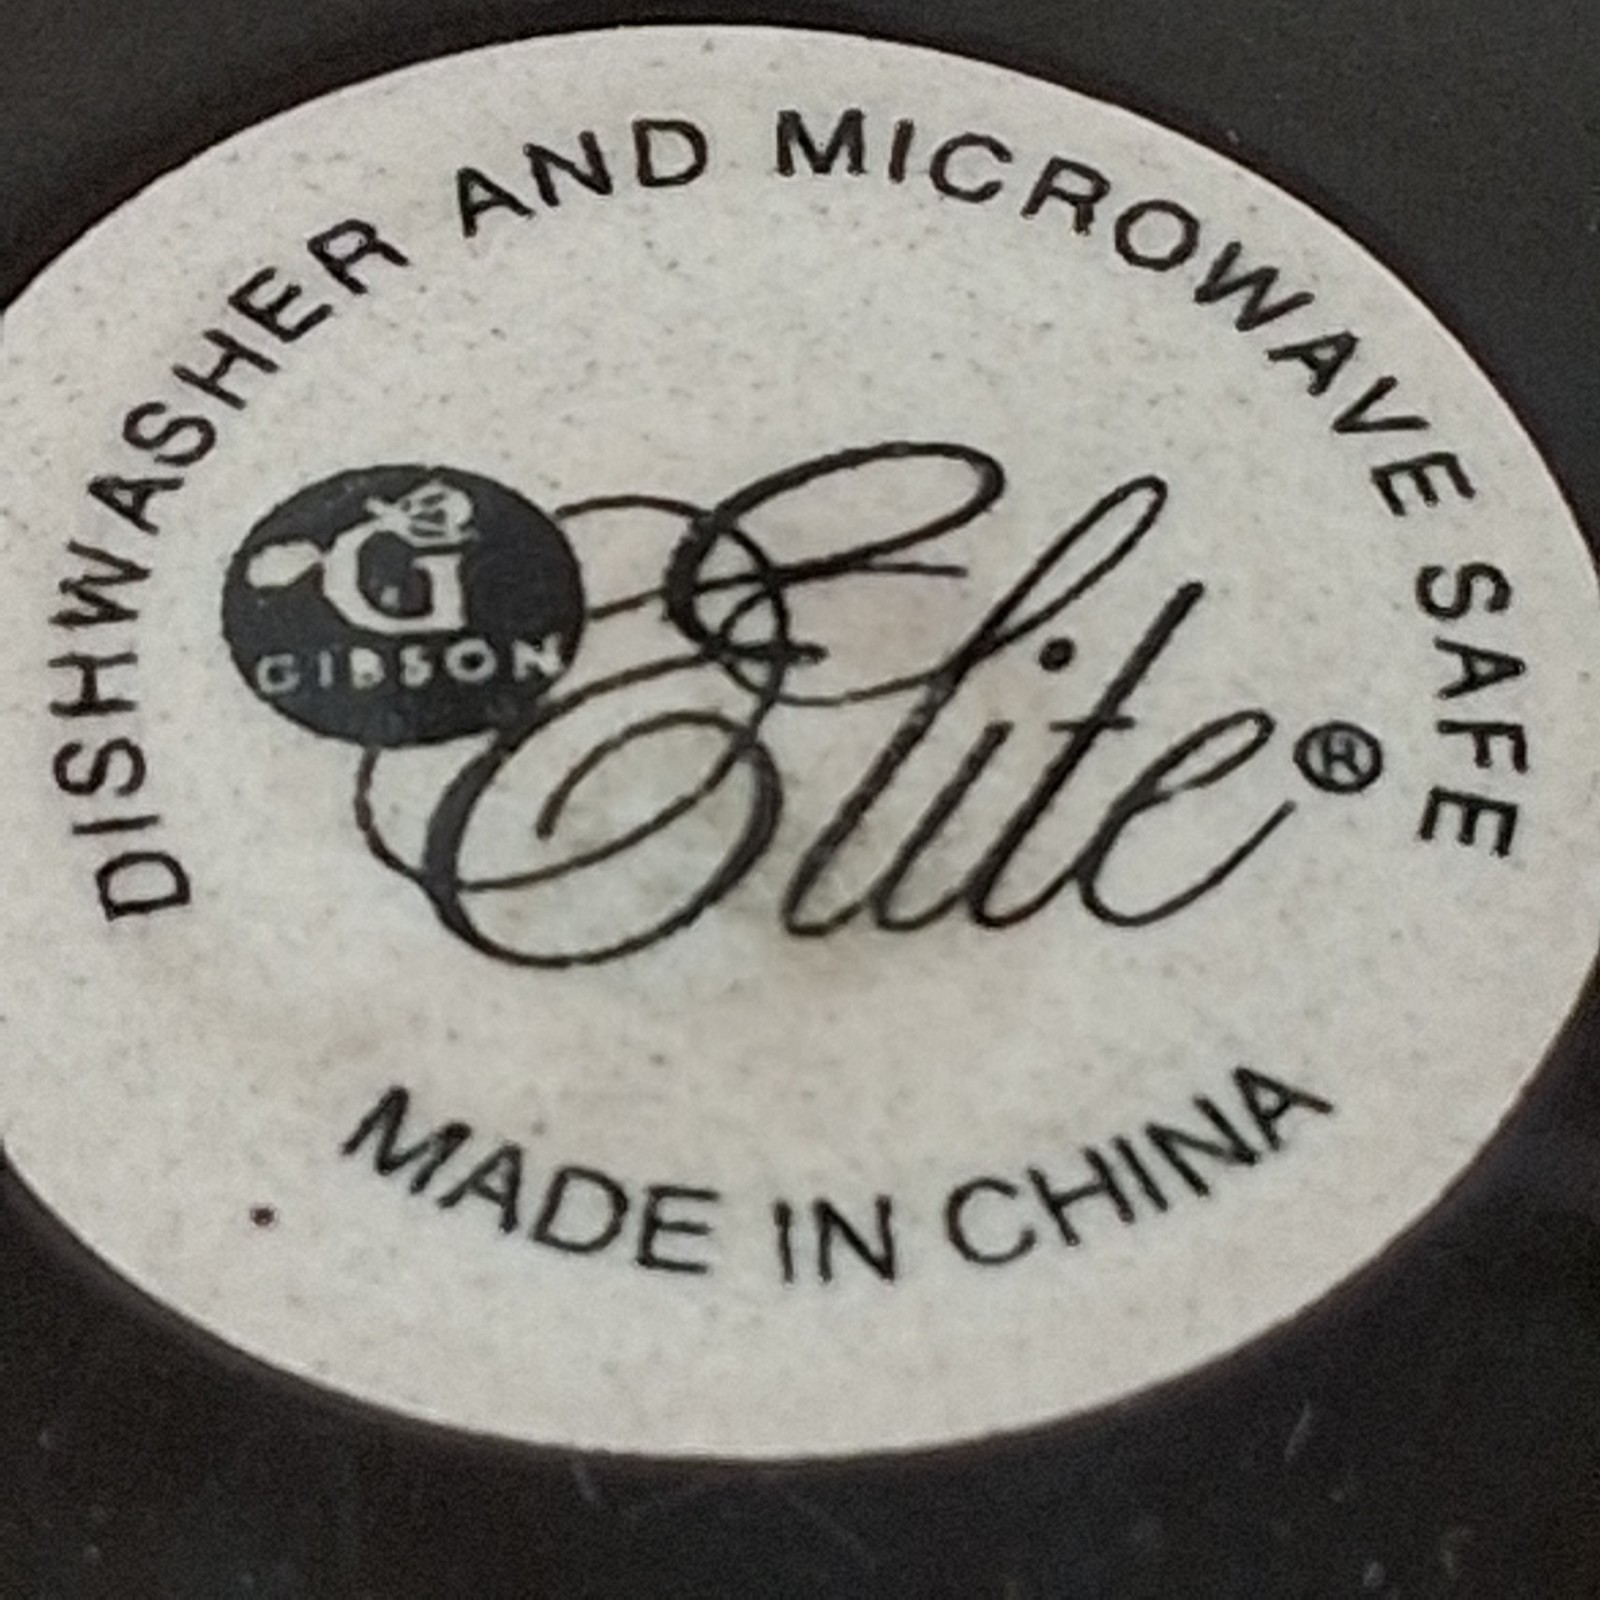 DISHWASHER AND MICROWAVE SAFE
G
GIBSON
Elite®
MADE IN CHINA